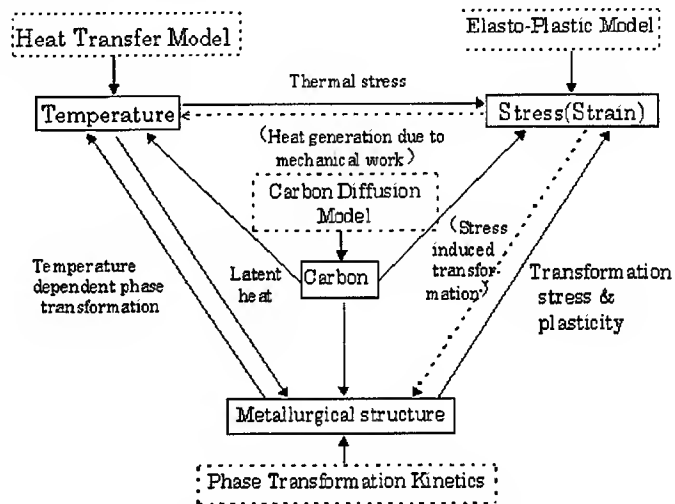 Heat Transfer Model
Elasto-Plastic Model
Thermal stress
Temperature
Stress(Strain)
(Heat generation due to
mechanical work)
Carbon Diffusion
Model
(Stress
induced
transfor-
mation)
Temperature
dependent phase
transformation
Latent
heat
Carbon
Transformation
stress &
plasticity
Metallurgical structure
Phase Transformation Kinetics